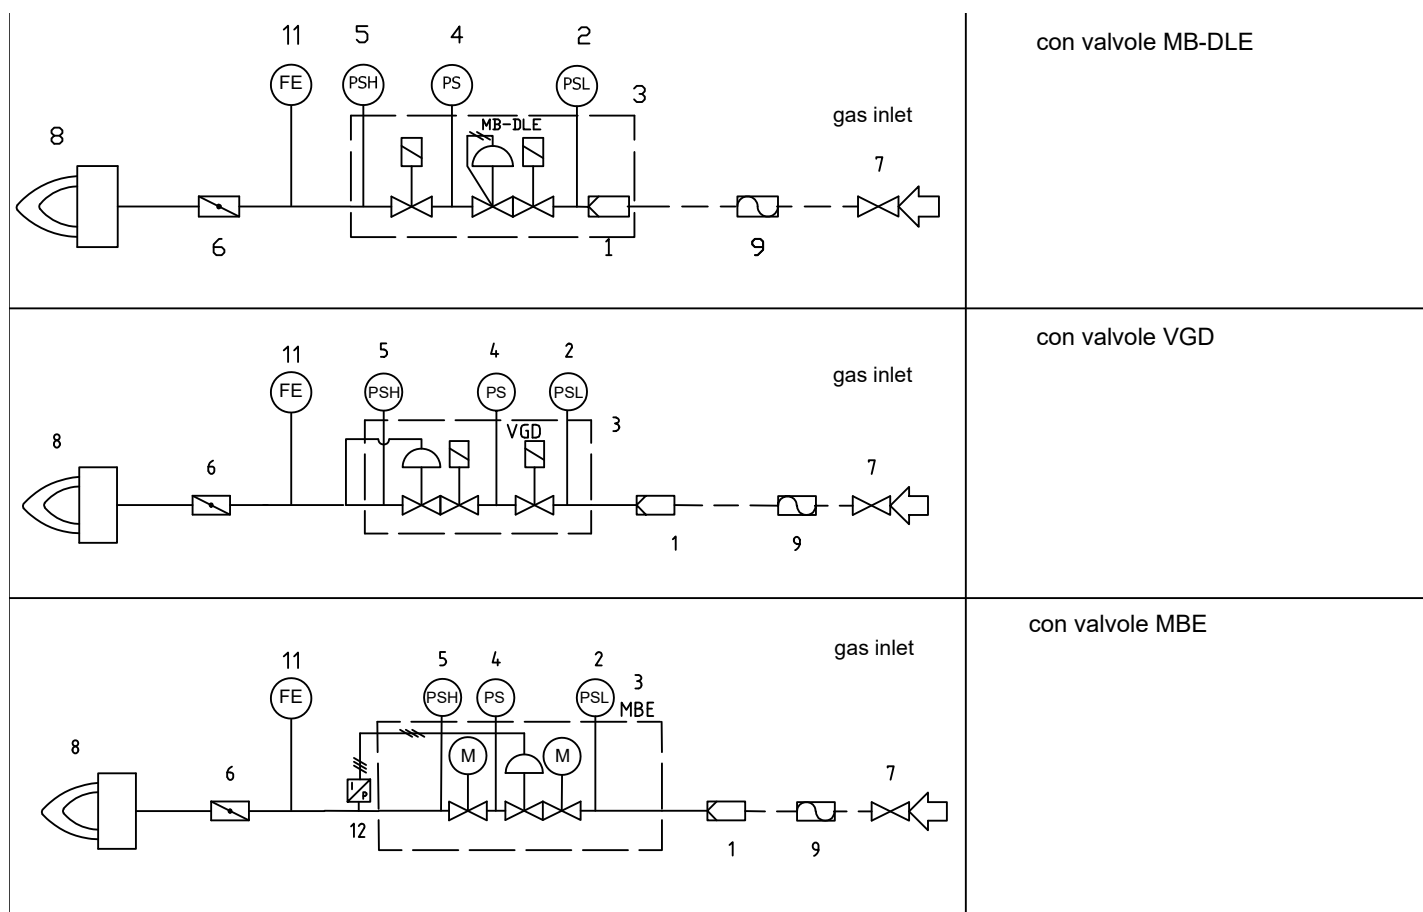 11 5 4 2
con valvole MB-DLE
FE PSH PS PSL
3
MB-DLE
gas inlet
8
7
6 1 9
con valvole VGD
11 5 4 2
gas inlet
FE PSH PS PSL
3
VGD
8
6
7
1 9
con valvole MBE
gas inlet
11 5 4 2
3
FE PSH PS PSL
MBE
8
M M
6
7
I/P
12
1 9